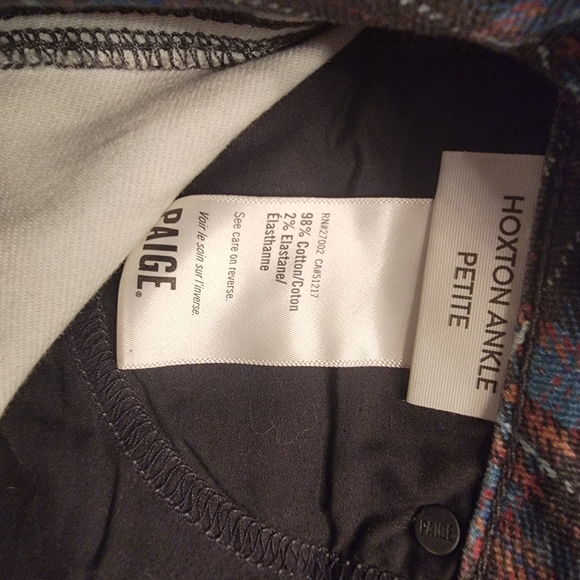 HOXTON ANKLE
PETITE
RN#27002 CA#51217
98% Cotton/Coton
2% Elastane/
Élasthanne
See care on reverse.
Voir le soin sur l'inverse.
PAIGE®
PAIGE